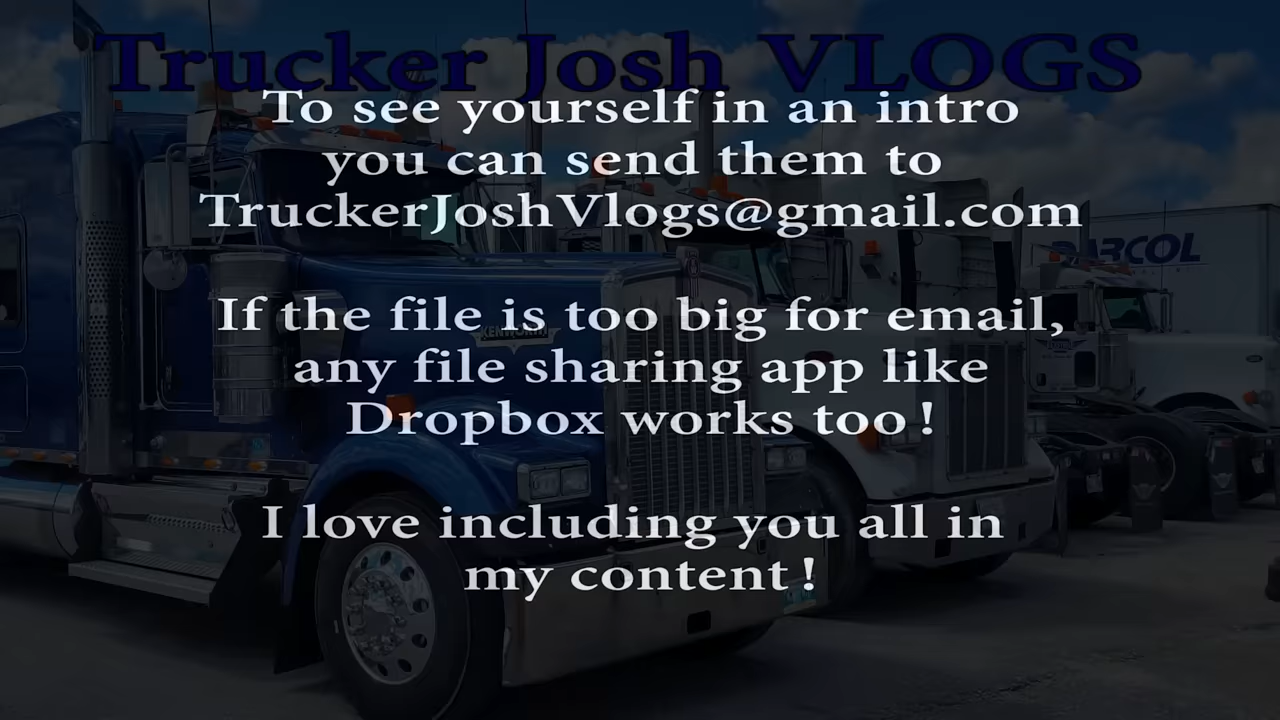 Trucker Josh VLOGS
To see yourself in an intro
you can send them to
TruckerJoshVlogs@gmail.com
If the file is too big for email,
any file sharing app like
Dropbox works too!
I love including you all in
my content!
KENWORTH
DARCOL